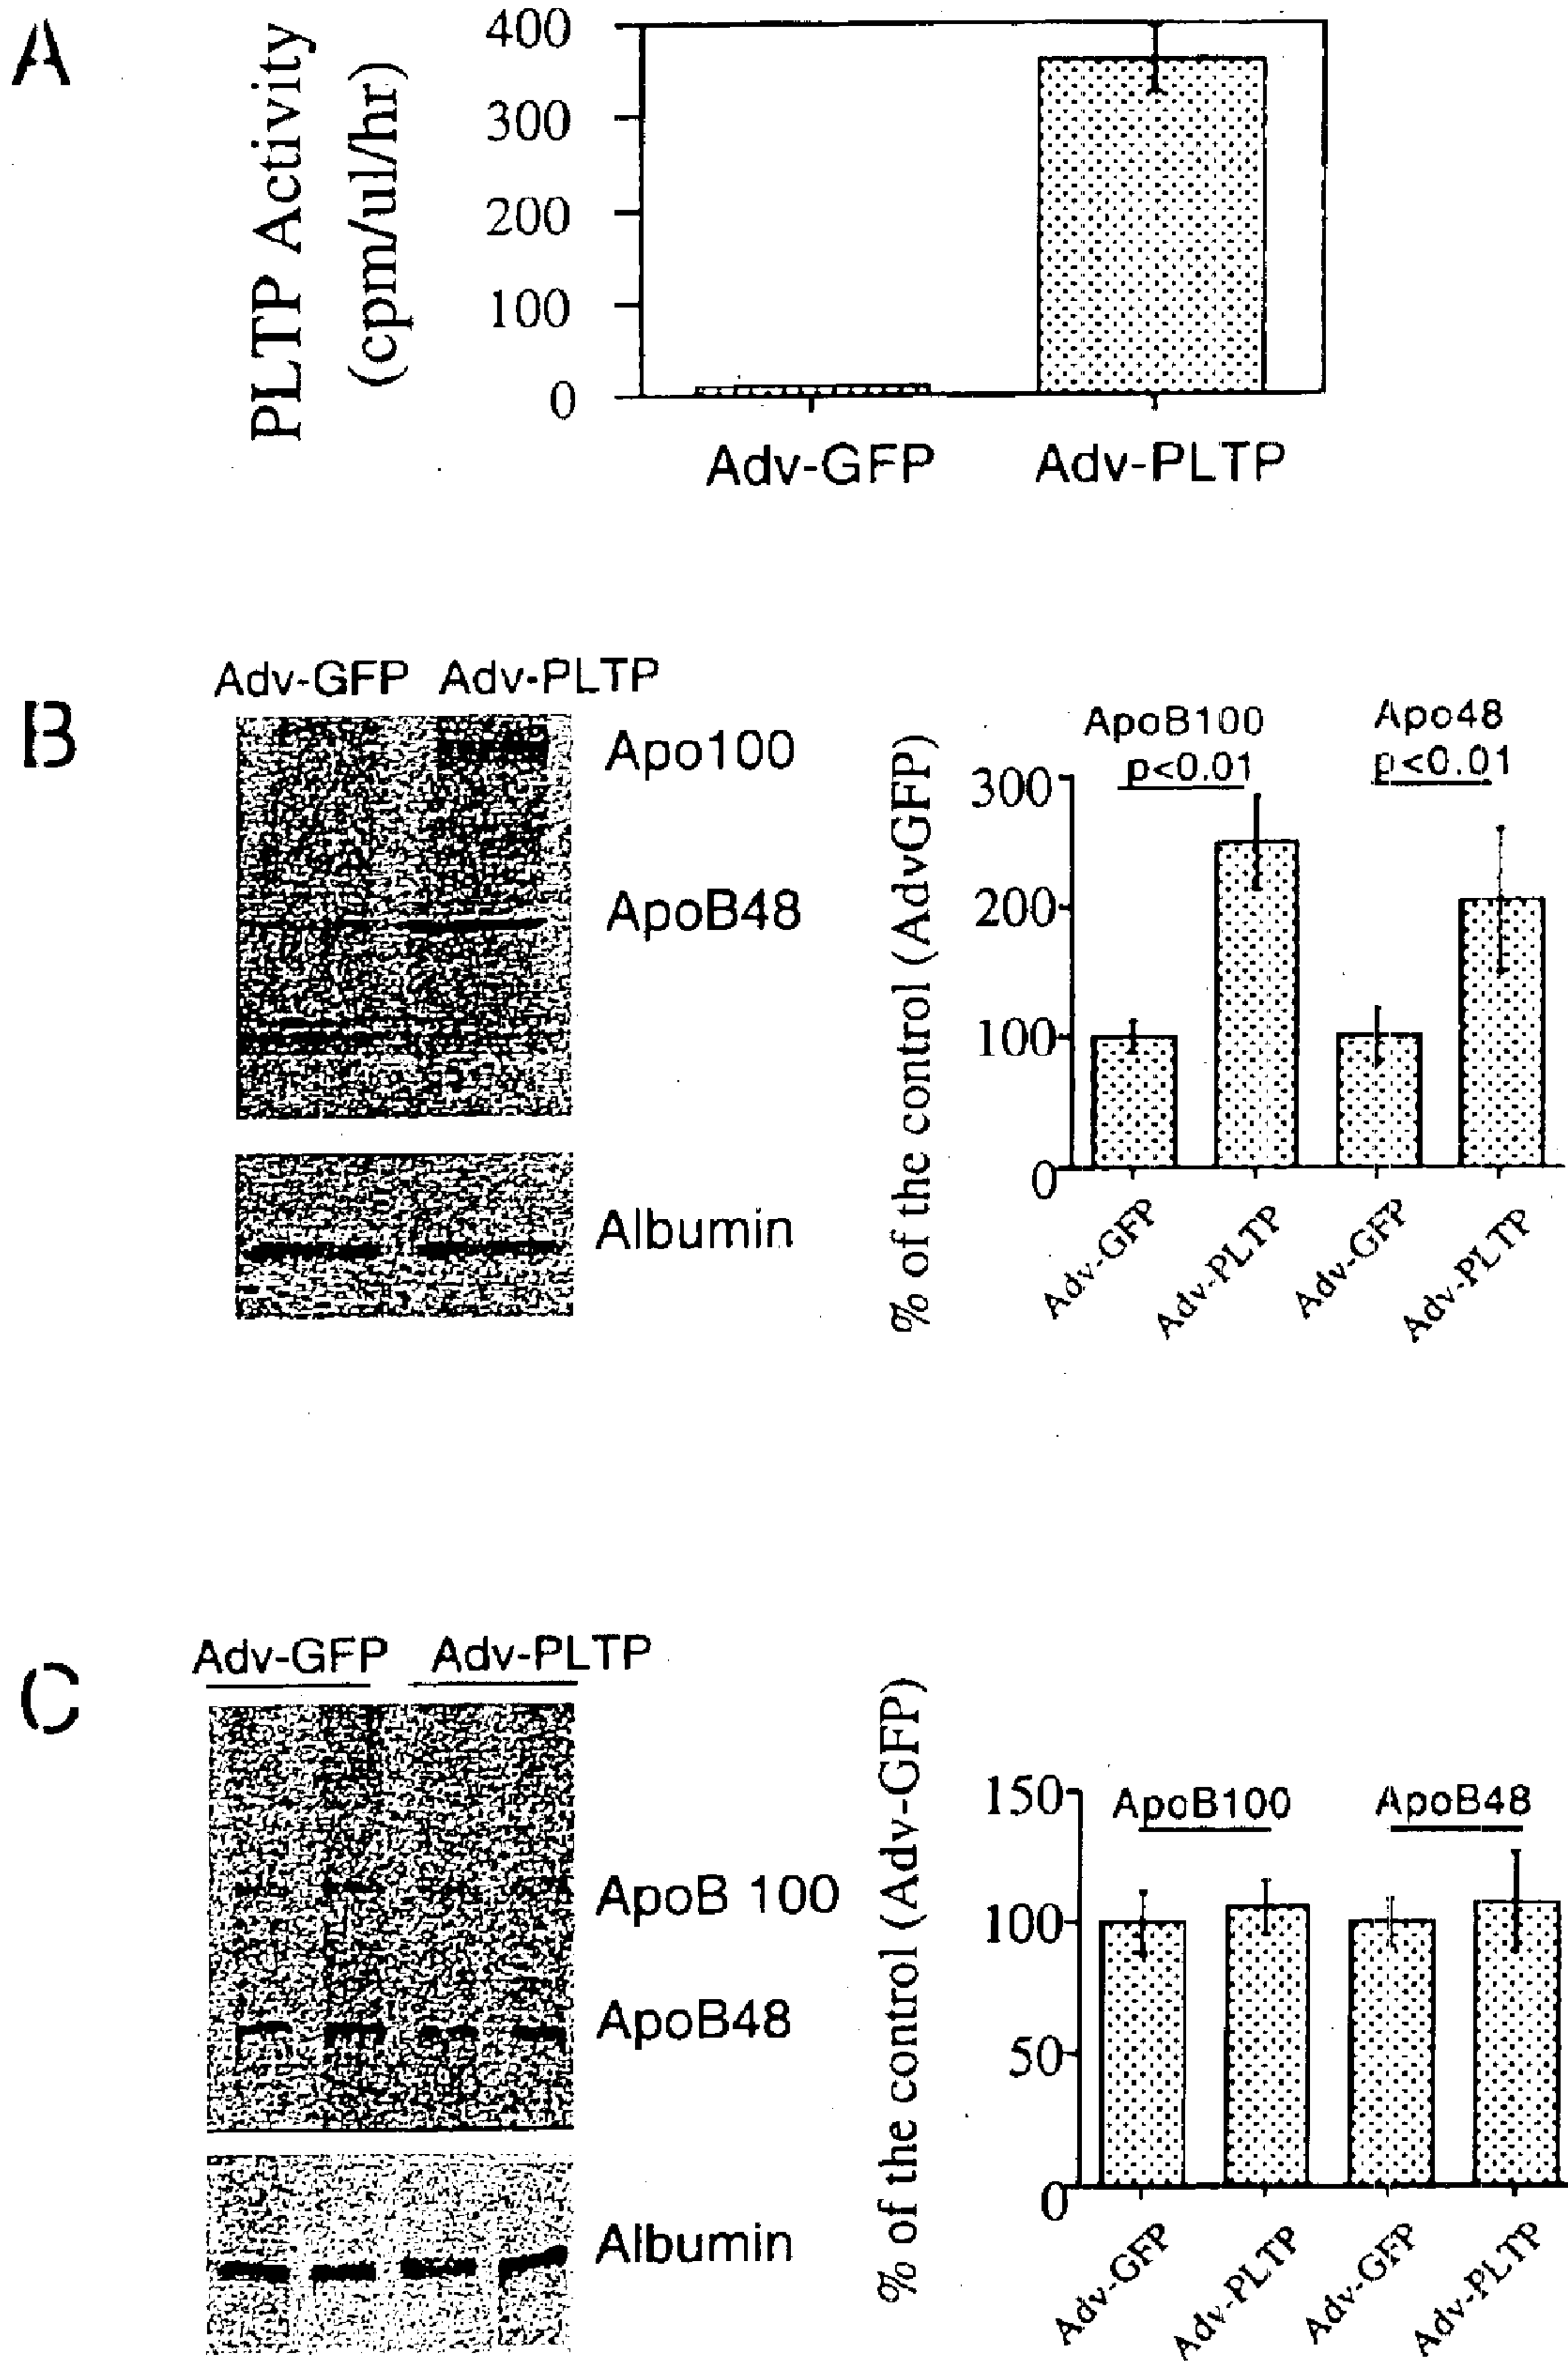 A
PLTP Activity
(cpm/ul/hr)
400
300
200
100
0
Adv-GFP Adv-PLTP
B
Adv-GFP Adv-PLTP
Apo100
ApoB48
Albumin
% of the control (AdvGFP)
ApoB100 Apo48
p<0.01 p<0.01
300
200
100
0
Adv-GFP Adv-PLTP Adv-GFP Adv-PLTP
C
Adv-GFP Adv-PLTP
ApoB 100
ApoB48
Albumin
% of the control (Adv-GFP)
150
ApoB100 ApoB48
100
50
0
Adv-GFP Adv-PLTP Adv-GFP Adv-PLTP